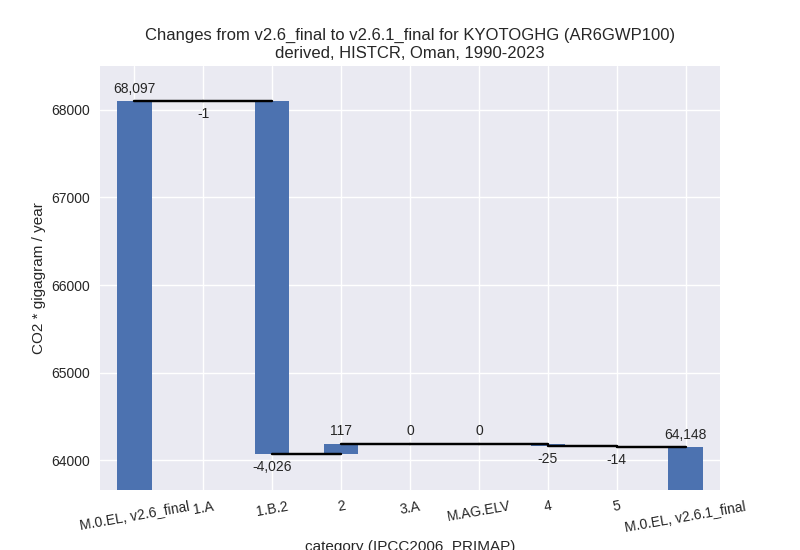 Changes from v2.6_final to v2.6.1_final for KYOTOGHG (AR6GWP100)
derived, HISTCR, Oman, 1990-2023
CO2 * gigagram / year
68000
67000
66000
65000
64000
68,097
-1
-4,026
117
0
0
-25
-14
64,148
M.0.EL, v2.6_final
1.A
1.B.2
2
3.A
M.AG.ELV
4
5
M.0.EL, v2.6.1_final
category (IPCC2006_PRIMAP)